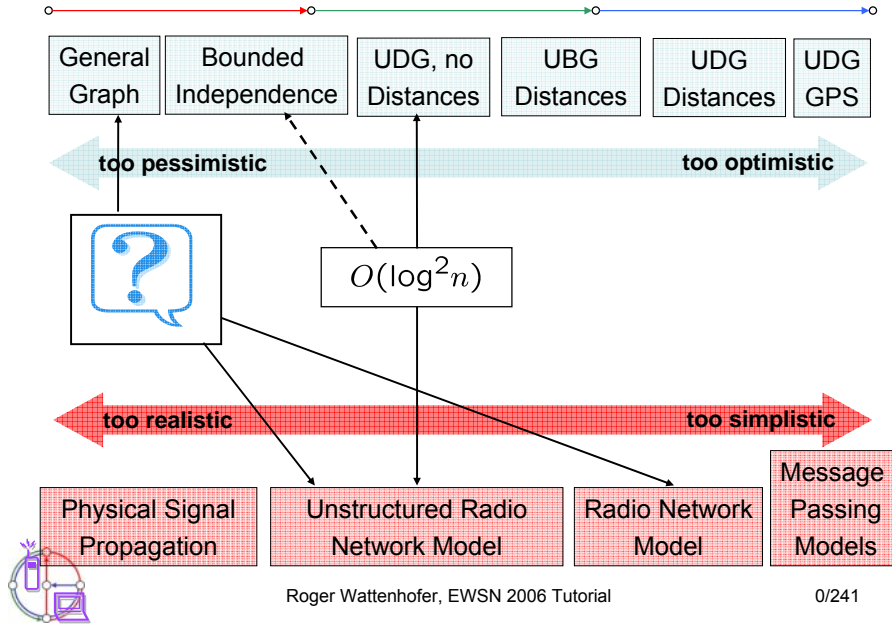 General Graph
Bounded Independence
UDG, no Distances
UBG Distances
UDG Distances
UDG GPS
too pessimistic
too optimistic
?
O(log²n)
too realistic
too simplistic
Physical Signal Propagation
Unstructured Radio Network Model
Radio Network Model
Message Passing Models
Roger Wattenhofer, EWSN 2006 Tutorial
0/241